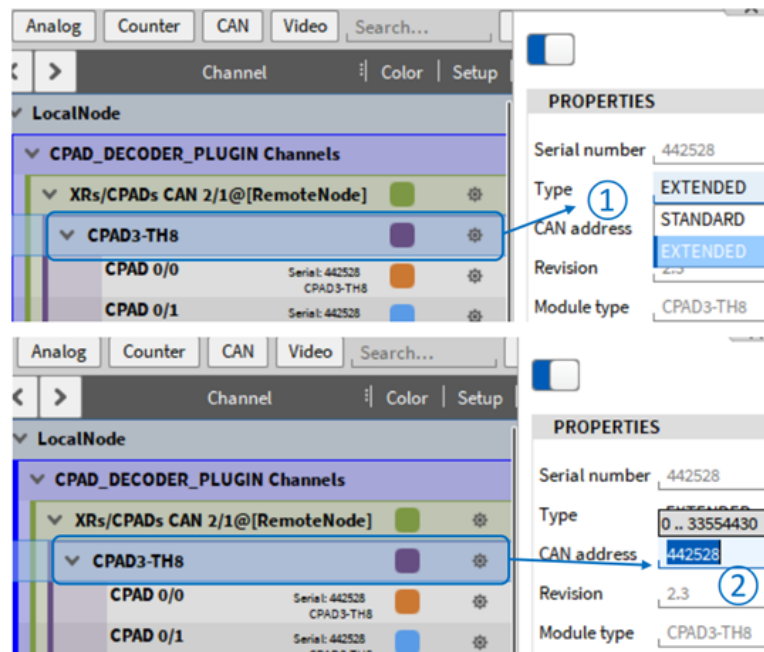 Analog Counter CAN Video Search...
Channel Color Setup
LocalNode
CPAD_DECODER_PLUGIN Channels
XRs/CPADs CAN 2/1@[RemoteNode]
CPAD3-TH8
CPAD 0/0 Serial: 442528
CPAD3-TH8
CPAD 0/1 Serial: 442528
PROPERTIES
Serial number 442528
Type EXTENDED
1
STANDARD
CAN address
EXTENDED
Revision 2.3
Module type CPAD3-TH8
Analog Counter CAN Video Search...
Channel Color Setup
LocalNode
CPAD_DECODER_PLUGIN Channels
XRs/CPADs CAN 2/1@[RemoteNode]
CPAD3-TH8
CPAD 0/0 Serial: 442528
CPAD3-TH8
CPAD 0/1 Serial: 442528
PROPERTIES
Serial number 442528
Type
0 .. 33554430
CAN address 442528
Revision 2.3
2
Module type CPAD3-TH8